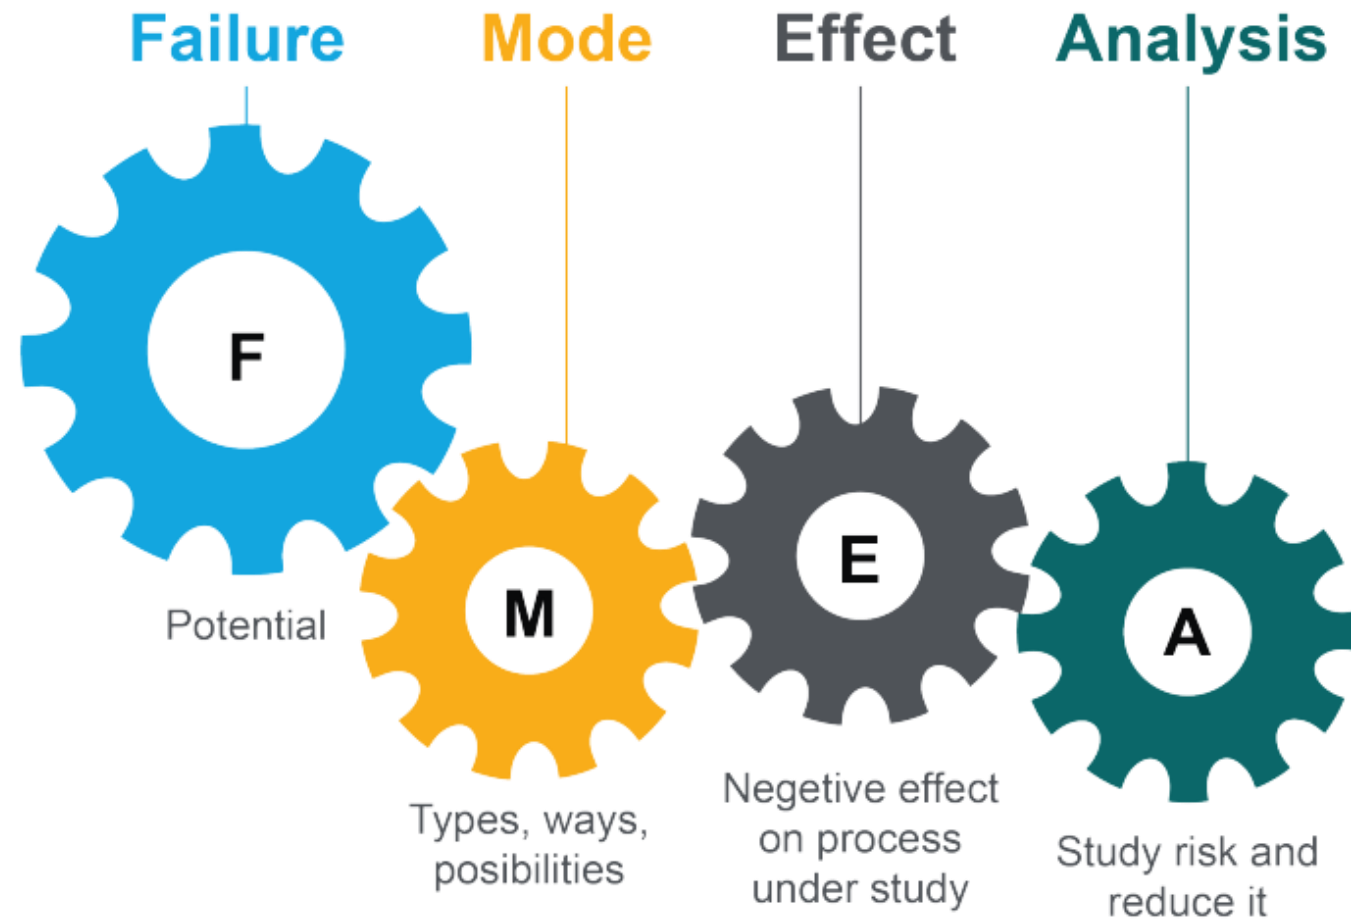 Failure
Mode
Effect
Analysis
F
M
E
A
Potential
Types, ways,
posibilities
Negetive effect
on process
under study
Study risk and
reduce it